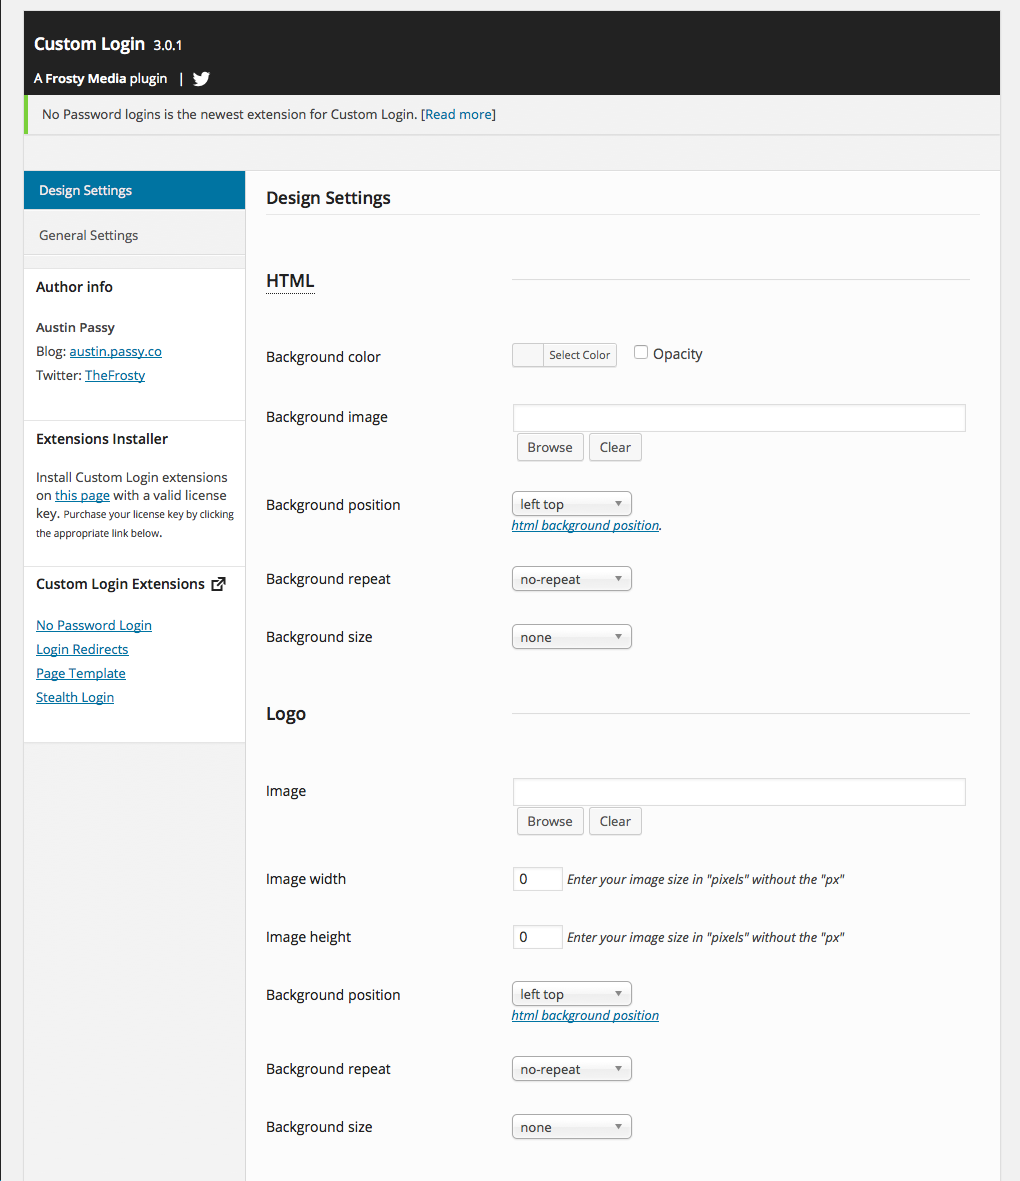 Custom Login 3.0.1
A Frosty Media plugin |
No Password logins is the newest extension for Custom Login. [Read more]
Design Settings
General Settings
Author info
Austin Passy
Blog: austin.passy.co
Twitter: TheFrosty
Extensions Installer
Install Custom Login extensions
on this page with a valid license
key. Purchase your license key by clicking
the appropriate link below.
Custom Login Extensions
No Password Login
Login Redirects
Page Template
Stealth Login
Design Settings
HTML
Background color Select Color Opacity
Background image
Browse Clear
Background position left top
html background position.
Background repeat no-repeat
Background size none
Logo
Image
Browse Clear
Image width 0 Enter your image size in "pixels" without the "px"
Image height 0 Enter your image size in "pixels" without the "px"
Background position left top
html background position
Background repeat no-repeat
Background size none